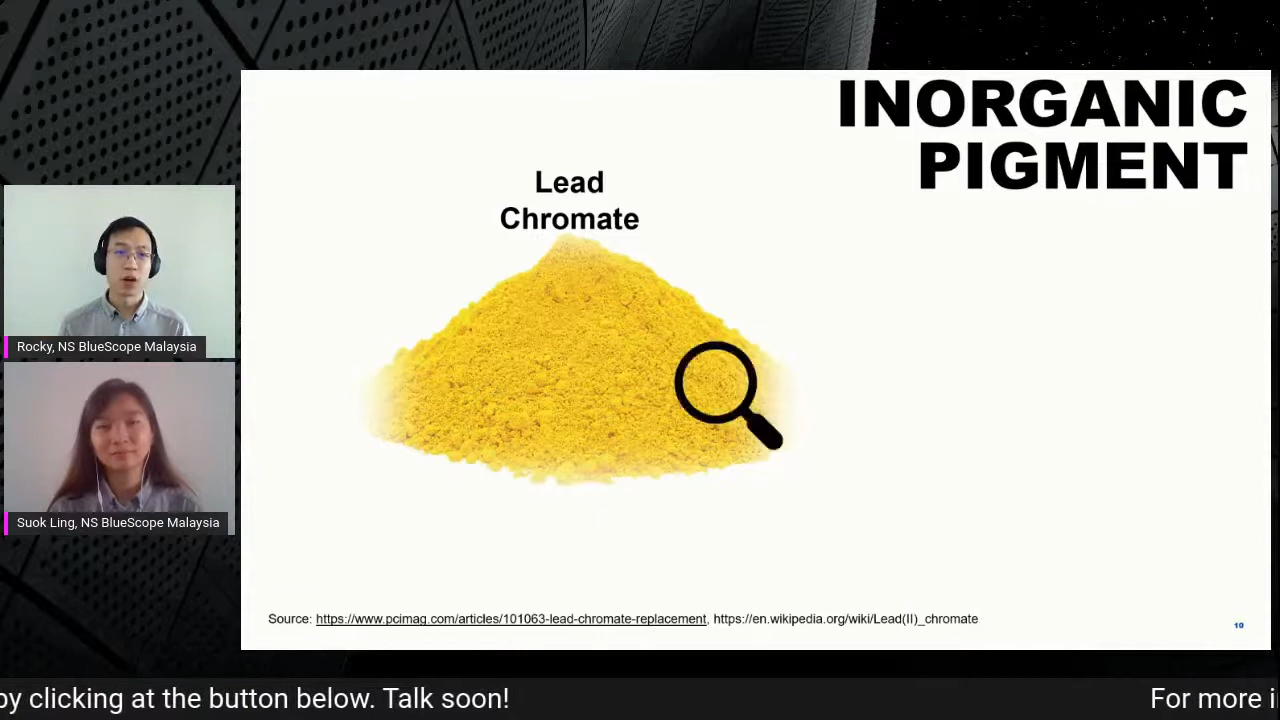 INORGANIC
PIGMENT
Lead
Chromate
Rocky, NS BlueScope Malaysia
Suok Ling, NS BlueScope Malaysia
Source: https://www.pcimag.com/articles/101063-lead-chromate-replacement, https://en.wikipedia.org/wiki/Lead(II)_chromate
19
by clicking at the button below. Talk soon!
For more i